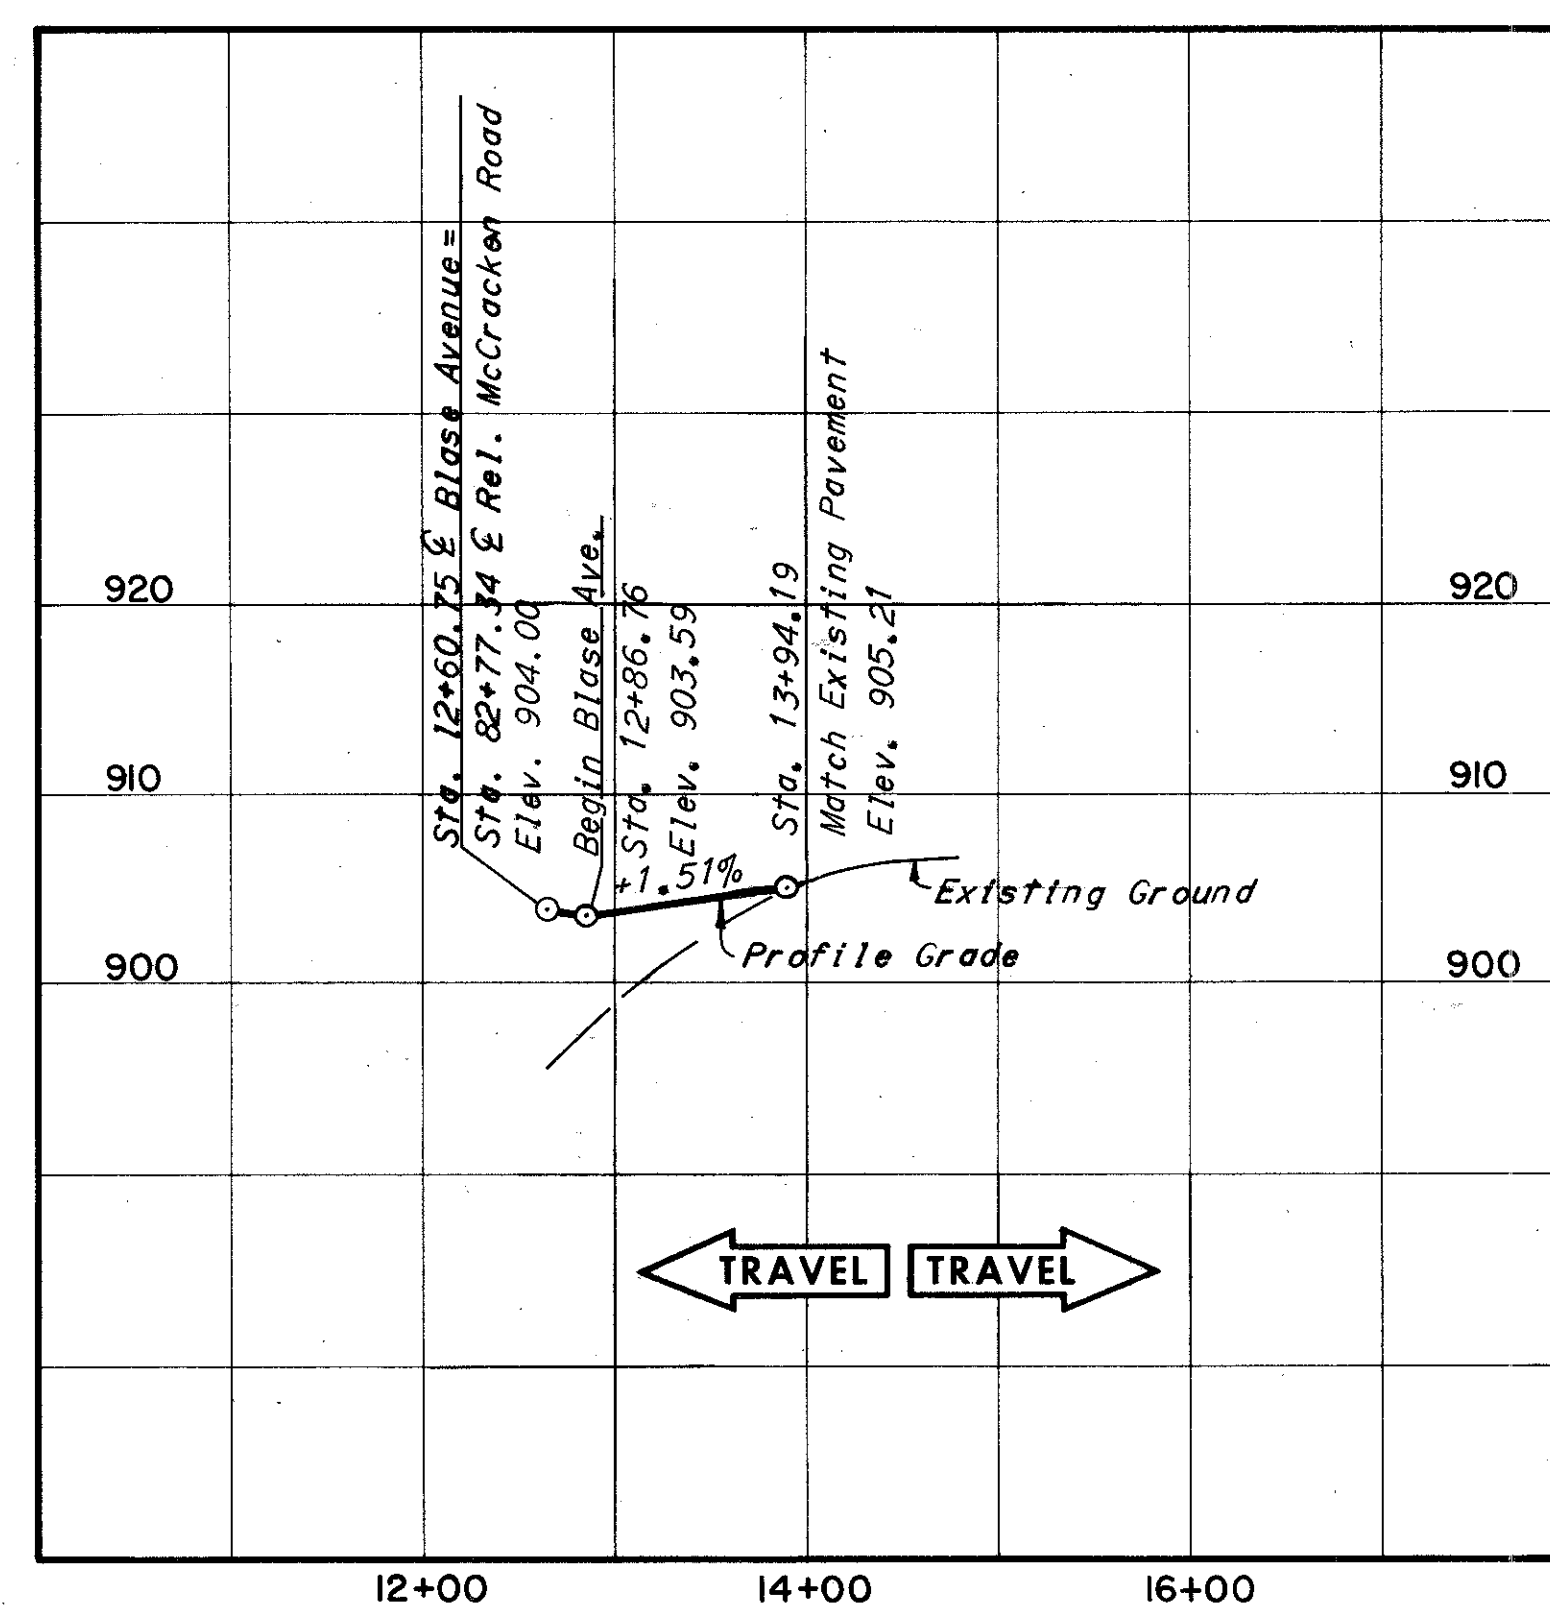 Sta. 12+60.75 ℄ Blase Avenue=
Sta. 82+77.34 ℄ Rel. McCracken Road
Elev. 904.00
Begin Blase Ave.
Sta. 12+86.76
Elev. 903.59
Sta. 13+94.19
Match Existing Pavement
Elev. 905.21
920
920
910
910
+1.51%
Existing Ground
Profile Grade
900
900
TRAVEL
TRAVEL
12+00
14+00
16+00